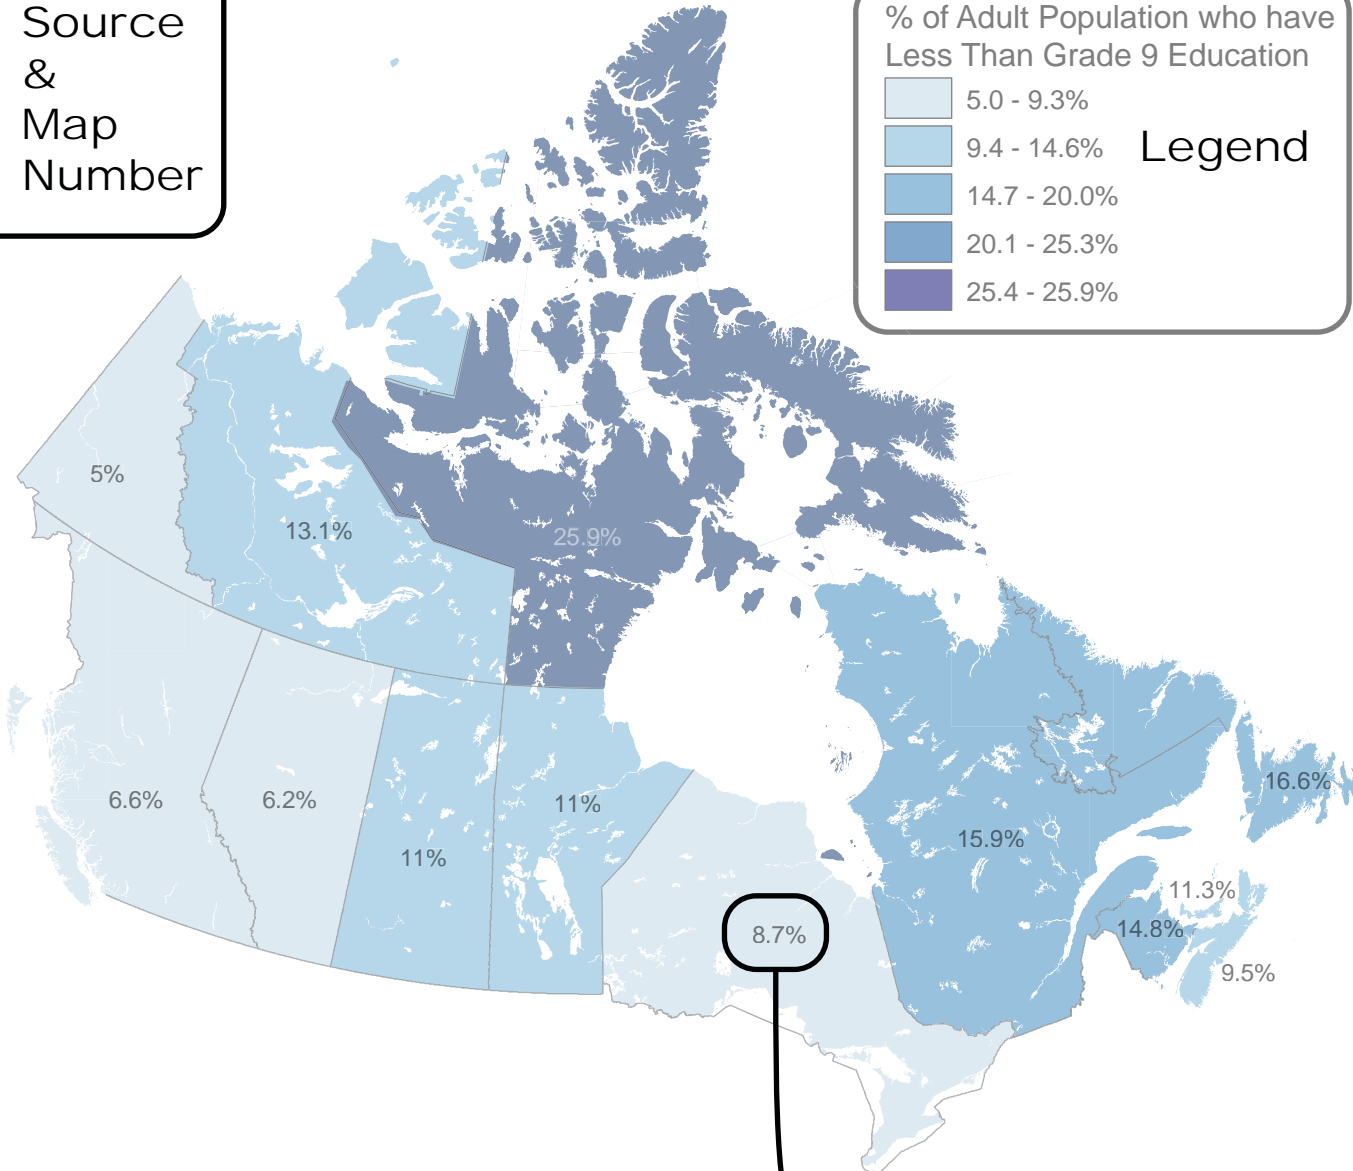 Source
&
Map
Number
% of Adult Population who have
Less Than Grade 9 Education
5.0 - 9.3%
9.4 - 14.6%
Legend
14.7 - 20.0%
20.1 - 25.3%
25.4 - 25.9%
5%
13.1%
25.9%
6.6%
6.2%
11%
11%
16.6%
15.9%
11.3%
14.8%
8.7%
9.5%